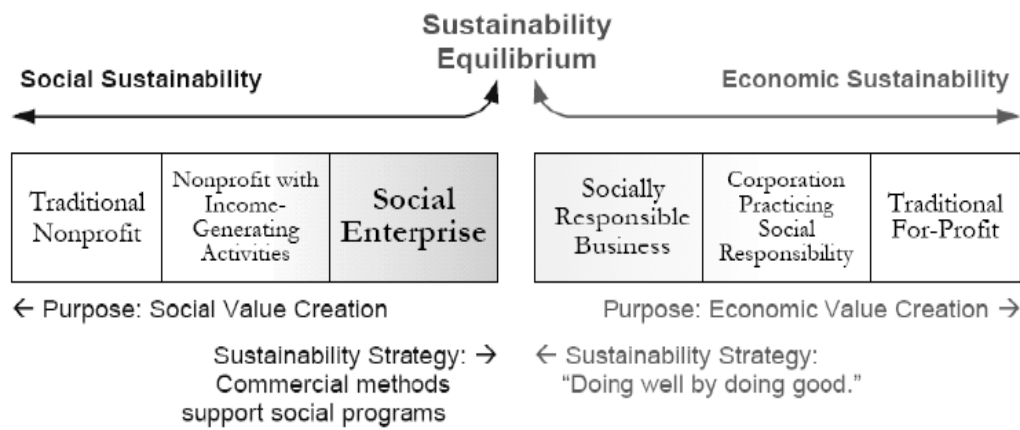 Sustainability
Equilibrium
Social Sustainability
Economic Sustainability
Traditional
Nonprofit
Nonprofit with
Income-
Generating
Activities
Social
Enterprise
Socially
Responsible
Business
Corporation
Practicing
Social
Responsibility
Traditional
For-Profit
← Purpose: Social Value Creation
Purpose: Economic Value Creation →
Sustainability Strategy: →
Commercial methods
support social programs
← Sustainability Strategy:
“Doing well by doing good.”